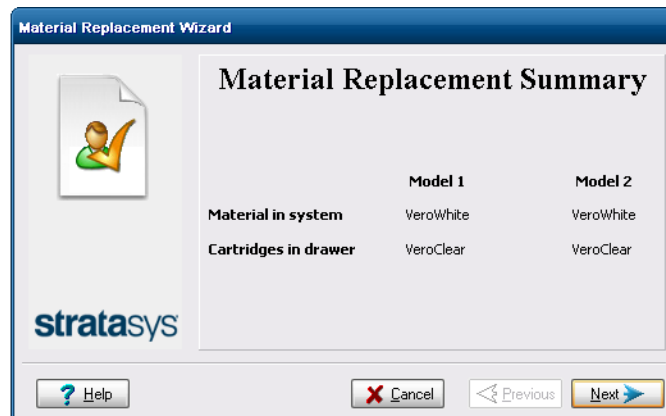 Material Replacement Wizard
Material Replacement Summary
Model 1 Model 2
Material in system VeroWhite VeroWhite
Cartridges in drawer VeroClear VeroClear
stratasys
? Help Cancel Previous Next